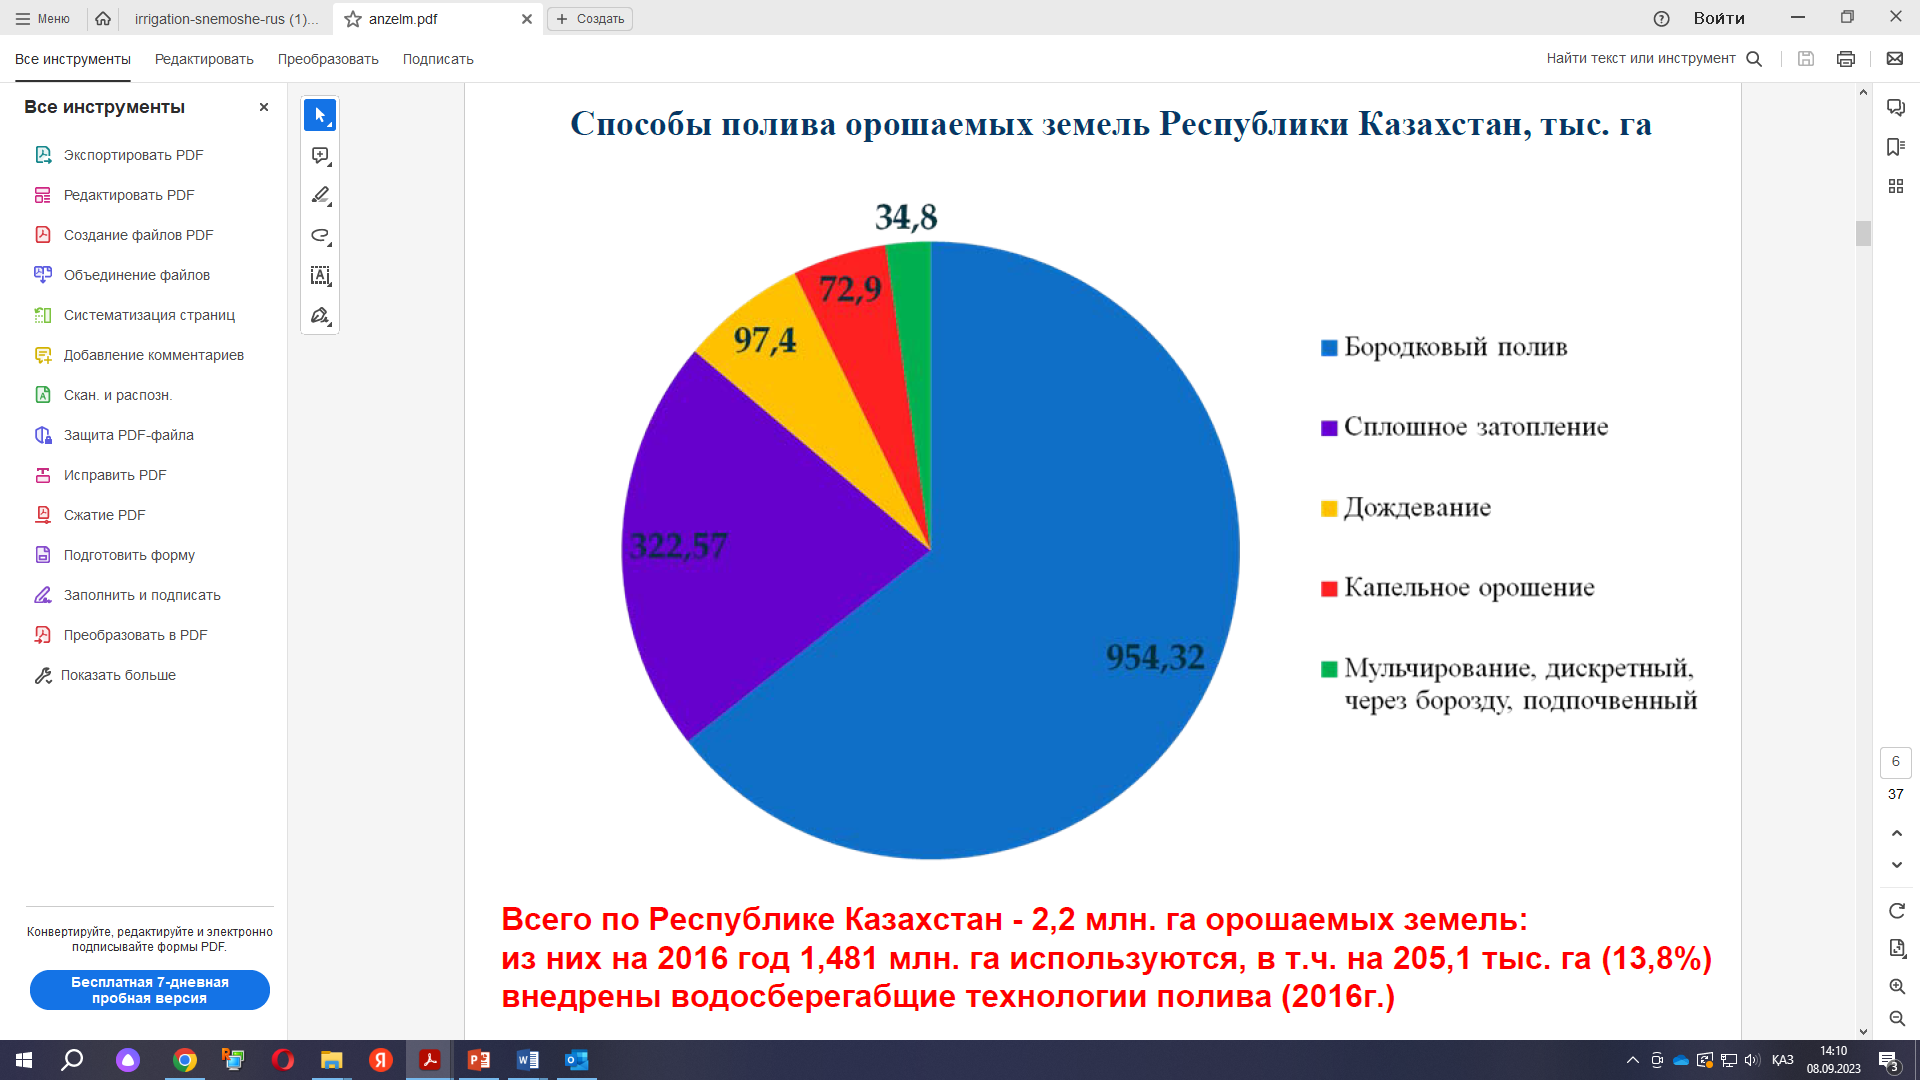 Меню
irrigation-snemoshe-rus (1)...
anzelm.pdf
Создать
Войти
Все инструменты
Редактировать
Преобразовать
Подписать
Найти текст или инструмент
Все инструменты
Экспортировать PDF
Редактировать PDF
Создание файлов PDF
Объединение файлов
Систематизация страниц
Добавление комментариев
Скан. и распозн.
Защита PDF-файла
Исправить PDF
Сжатие PDF
Подготовить форму
Заполнить и подписать
Преобразовать в PDF
Показать больше
Конвертируйте, редактируйте и электронно
подписывайте формы PDF.
Бесплатная 7-дневная
пробная версия
Способы полива орошаемых земель Республики Казахстан, тыс. га
34,8
72,9
97,4
322,57
954,32
Бородковый полив
Сплошное затопление
Дождевание
Капельное орошение
Мульчирование, дискретный,
через борозду, подпочвенный
Всего по Республике Казахстан - 2,2 млн. га орошаемых земель:
из них на 2016 год 1,481 млн. га используются, в т.ч. на 205,1 тыс. га (13,8%)
внедрены водосберегабщие технологии полива (2016г.)
6
37
ҚАЗ
14:10
08.09.2023
3